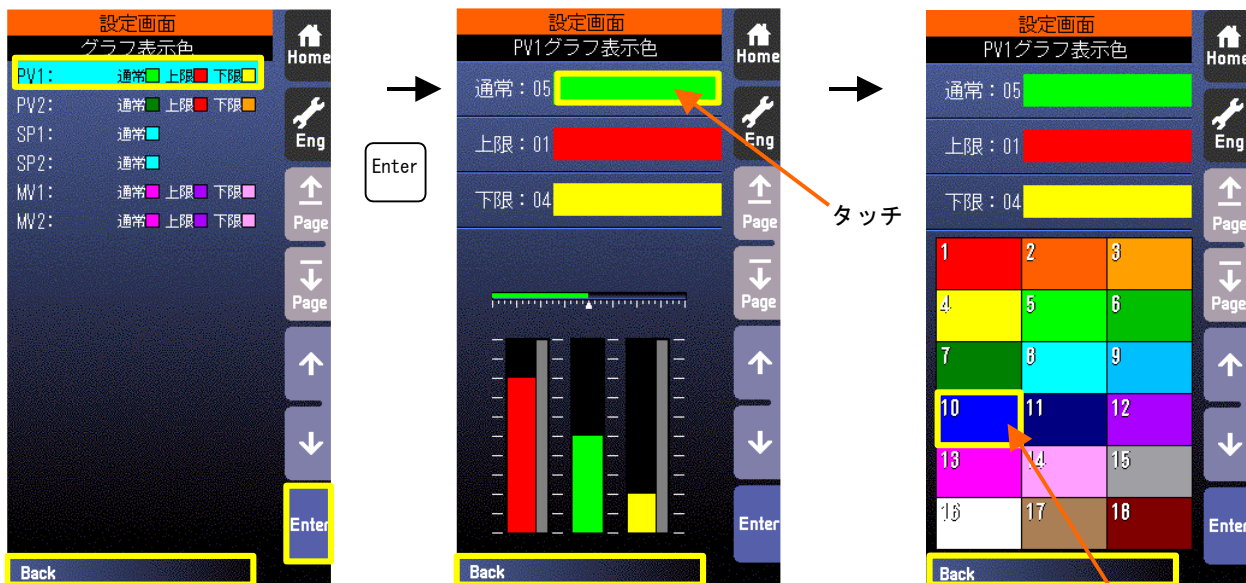 設定画面
グラフ表示色
PV1: 通常 上限 下限
PV2: 通常 上限 下限
SP1: 通常
SP2: 通常
MV1: 通常 上限 下限
MV2: 通常 上限 下限
Home
Eng
Page
Page
Enter
Back
Enter
設定画面
PV1グラフ表示色
通常：05
上限：01
下限：04
Home
Eng
Page
Page
Enter
Back
タッチ
設定画面
PV1グラフ表示色
通常：05
上限：01
下限：04
1 2 3
4 5 6
7 8 9
10 11 12
13 14 15
16 17 18
Home
Eng
Page
Page
Enter
Back